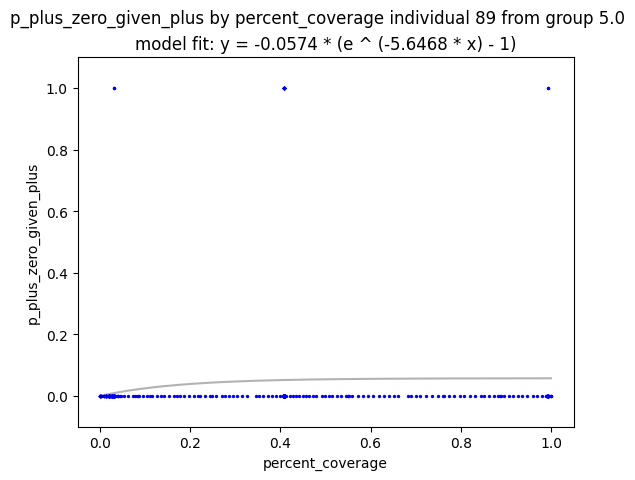 p_plus_zero_given_plus by percent_coverage individual 89 from group 5.0
model fit: y = -0.0574 * (e ^ (-5.6468 * x) - 1)
p_plus_zero_given_plus
1.0
0.8
0.6
0.4
0.2
0.0
0.0 0.2 0.4 0.6 0.8 1.0
percent_coverage